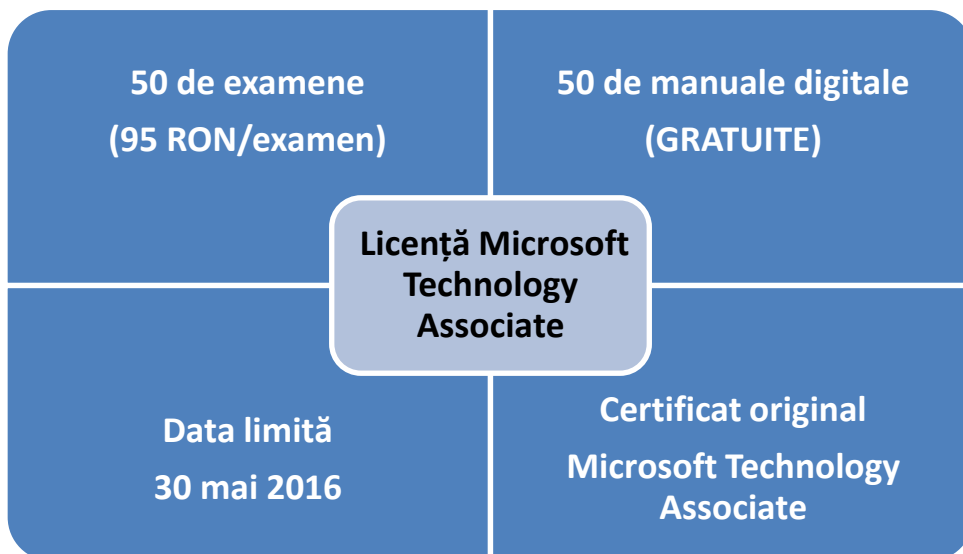 50 de examene
(95 RON/examen)
50 de manuale digitale
(GRATUITE)
Licență Microsoft
Technology
Associate
Data limită
30 mai 2016
Certificat original
Microsoft Technology
Associate